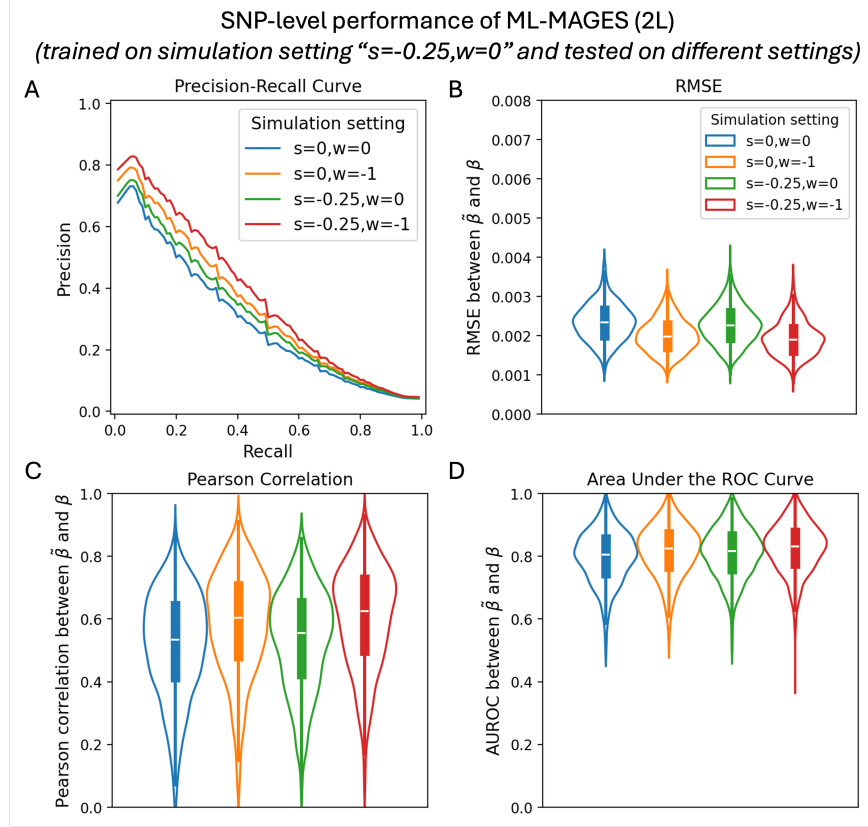 SNP-level performance of ML-MAGES (2L)
(trained on simulation setting “s=-0.25,w=0” and tested on different settings)
A
Precision-Recall Curve
1.0
0.8
0.6
0.4
0.2
0.0
Precision
0.0 0.2 0.4 0.6 0.8 1.0
Recall
Simulation setting
s=0,w=0
s=0,w=-1
s=-0.25,w=0
s=-0.25,w=-1
B
RMSE
0.008
0.007
0.006
0.005
0.004
0.003
0.002
0.001
0.000
RMSE between β̃ and β
Simulation setting
s=0,w=0
s=0,w=-1
s=-0.25,w=0
s=-0.25,w=-1
C
Pearson Correlation
1.0
0.8
0.6
0.4
0.2
0.0
Pearson correlation between β̃ and β
D
Area Under the ROC Curve
1.0
0.8
0.6
0.4
0.2
0.0
AUROC between β̃ and β